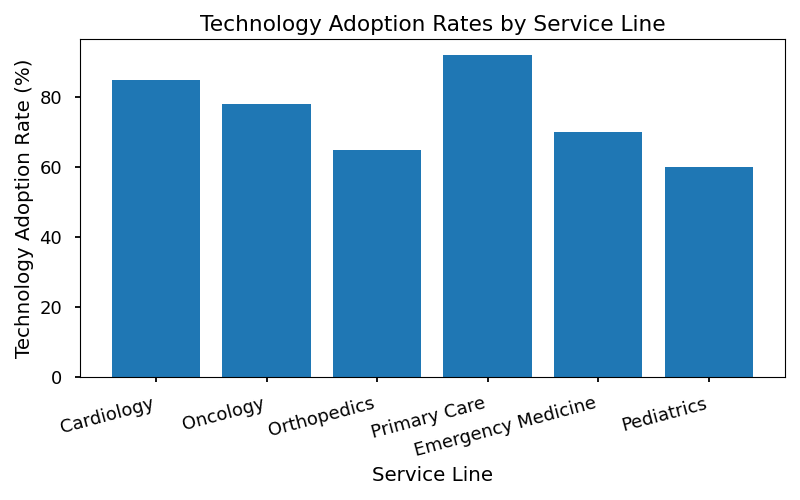 Technology Adoption Rates by Service Line
Technology Adoption Rate (%)
80
60
40
20
0
Cardiology
Oncology
Orthopedics
Primary Care
Emergency Medicine
Pediatrics
Service Line